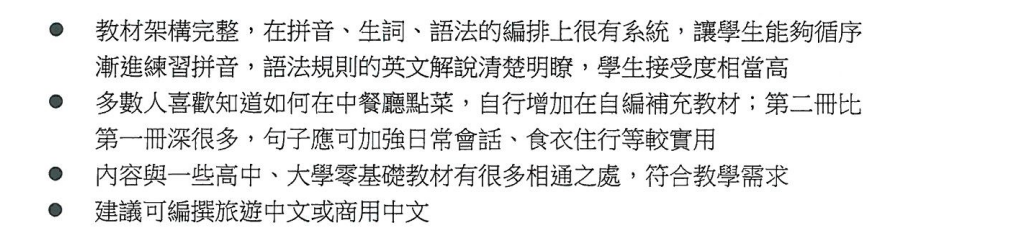 ● 教材架構完整，在拼音、生詞、語法的編排上很有系統，讓學生能夠循序
漸進練習拼音，語法規則的英文解說清楚明瞭，學生接受度相當高
● 多數人喜歡知道如何在中餐廳點菜，自行增加在自編補充教材；第二冊比
第一冊深很多，句子應可加強日常會話、食衣住行等較實用
● 內容與一些高中、大學零基礎教材有很多相通之處，符合教學需求
● 建議可編撰旅遊中文或商用中文